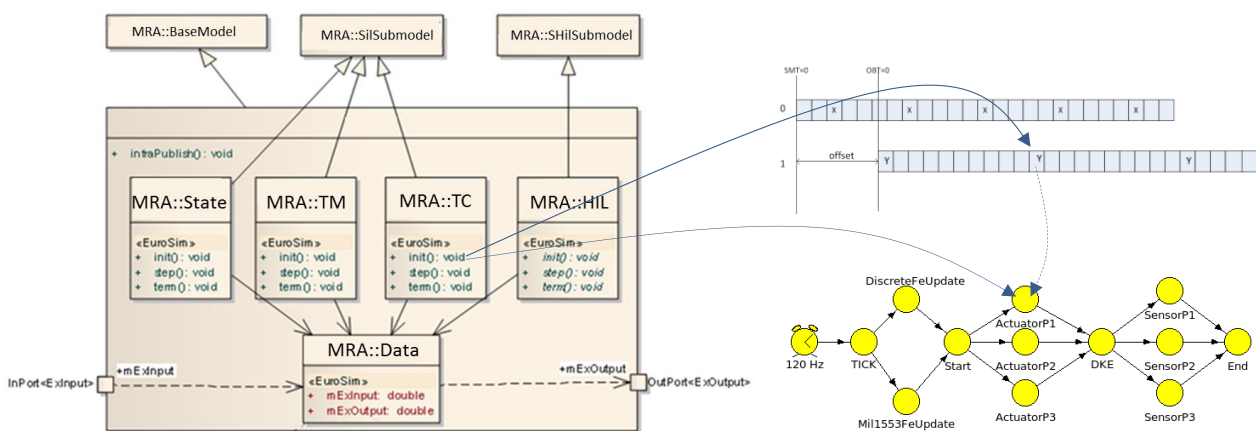 MRA::BaseModel
MRA::SilSubmodel
MRA::SHilSubmodel
+ infraPublish(): void
MRA::State
«EuroSim»
+ init(): void
+ step(): void
+ term(): void
MRA::TM
«EuroSim»
+ init(): void
+ step(): void
+ term(): void
MRA::TC
«EuroSim»
+ init(): void
+ step(): void
+ term(): void
MRA::HIL
«EuroSim»
+ init(): void
+ step(): void
+ term(): void
MRA::Data
«EuroSim»
+ mExInput: double
+ mExOutput: double
InPort<ExInput>
+mExInput
+mExOutput
OutPort<ExOutput>
SMT=0
OBT=0
0
X X X X X
1
offset
Y Y Y
120 Hz
TICK
DiscreteFeUpdate
Mil1553FeUpdate
Start
ActuatorP1
ActuatorP2
ActuatorP3
DKE
SensorP1
SensorP2
SensorP3
End